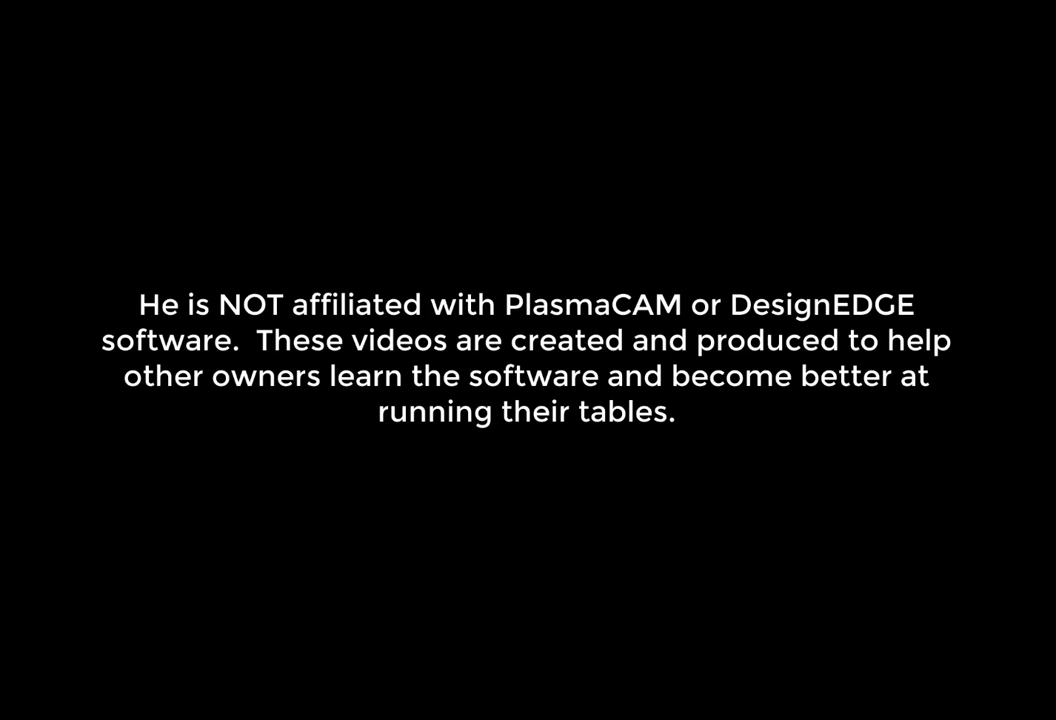 He is NOT affiliated with PlasmaCAM or DesignEDGE
software.  These videos are created and produced to help
other owners learn the software and become better at
running their tables.